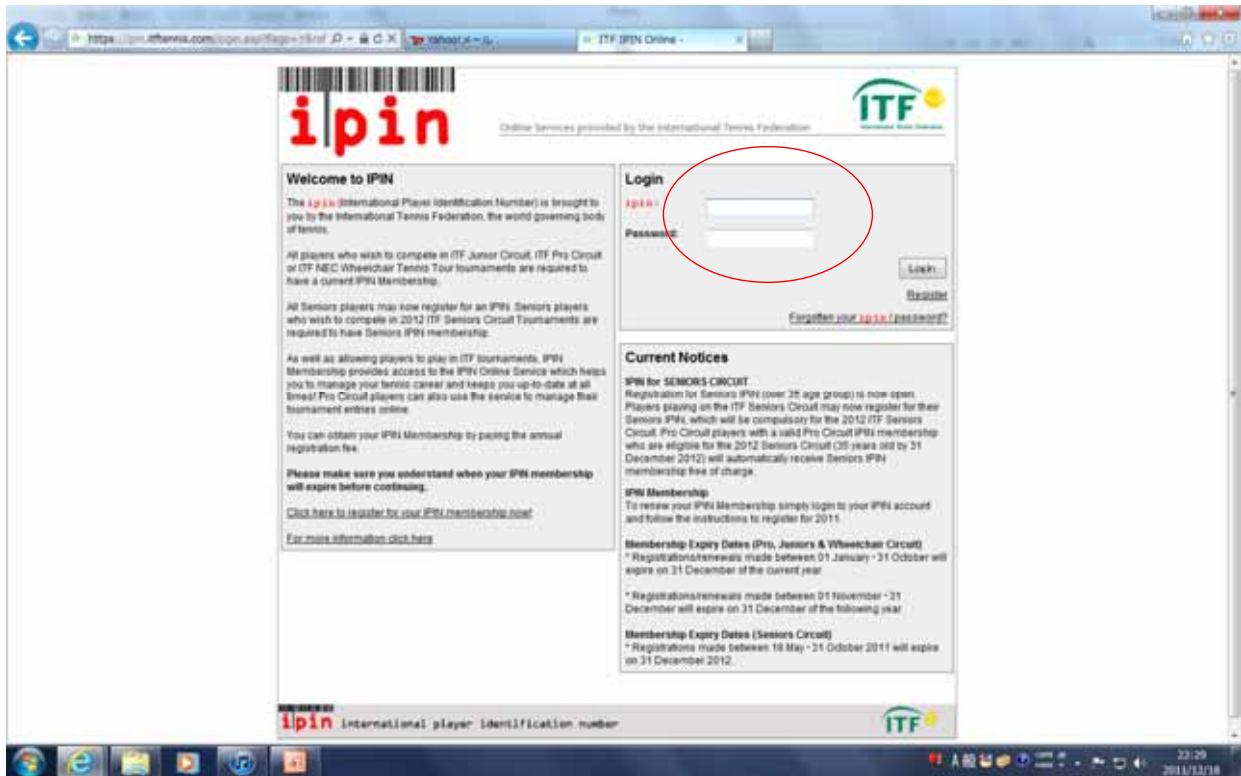 ITF IPIN Online -
ipin
Online Services provided by the International Tennis Federation
ITF
Welcome to IPIN
The ipin (International Player Identification Number) is brought to
you by the International Tennis Federation, the world governing body
of tennis.
All players who wish to compete in ITF Junior Circuit, ITF Pro Circuit
or ITF NEC Wheelchair Tennis Tour tournaments are required to
have a current IPIN Membership.
All Seniors players may now register for an IPIN. Seniors players
who wish to compete in 2012 ITF Seniors Circuit Tournaments are
required to have Seniors IPIN membership.
As well as allowing players to play in ITF tournaments, IPIN
Membership provides access to the IPIN Online Service which helps
you to manage your tennis career and keeps you up-to-date at all
times! Pro Circuit players can also use the service to manage their
tournament entries online.
You can obtain your IPIN Membership by paying the annual
registration fee.
Please make sure you understand when your IPIN membership
will expire before continuing.
Click here to register for your IPIN membership now!
For more information click here
Login
ipin:
Password:
Login
Register
Forgotten your ipin / password?
Current Notices
IPIN for SENIORS CIRCUIT
Registration for Seniors IPIN (over 35 age group) is now open.
Players playing on the ITF Seniors Circuit may now register for their
Seniors IPIN, which will be compulsory for the 2012 ITF Seniors
Circuit. Pro Circuit players with a valid Pro Circuit IPIN membership
who are eligible for the 2012 Seniors Circuit (35 years old by 31
December 2012) will automatically receive Seniors IPIN
membership free of charge.
IPIN Membership
To renew your IPIN Membership simply login to your IPIN account
and follow the instructions to register for 2011.
Membership Expiry Dates (Pro, Juniors & Wheelchair Circuit)
* Registrations/renewals made between 01 January - 31 October will
expire on 31 December of the current year
* Registrations/renewals made between 01 November - 31
December will expire on 31 December of the following year
Membership Expiry Dates (Seniors Circuit)
* Registrations made between 18 May - 31 October 2011 will expire
on 31 December 2012.
ipin international player identification number
ITF
A般
22:29
2011/12/18